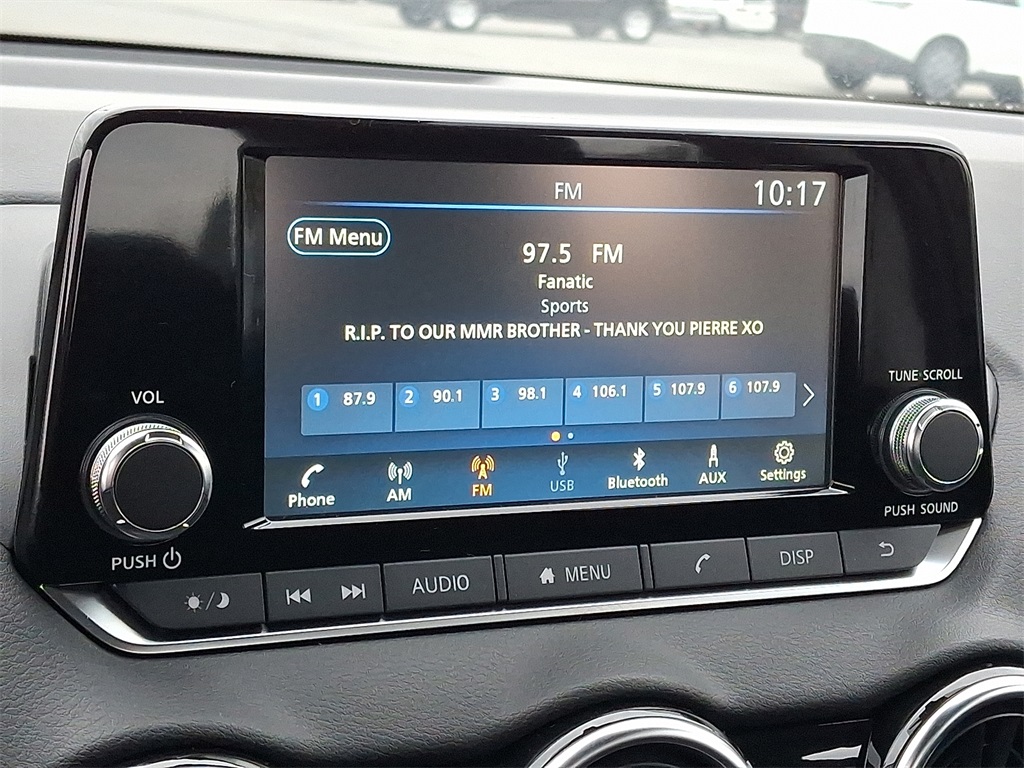 FM 10:17
FM Menu
97.5 FM
Fanatic
Sports
R.I.P. TO OUR MMR BROTHER - THANK YOU PIERRE XO
1 87.9 2 90.1 3 98.1 4 106.1 5 107.9 6 107.9
Phone AM FM USB Bluetooth AUX Settings
VOL
PUSH
TUNE·SCROLL
PUSH SOUND
AUDIO MENU DISP